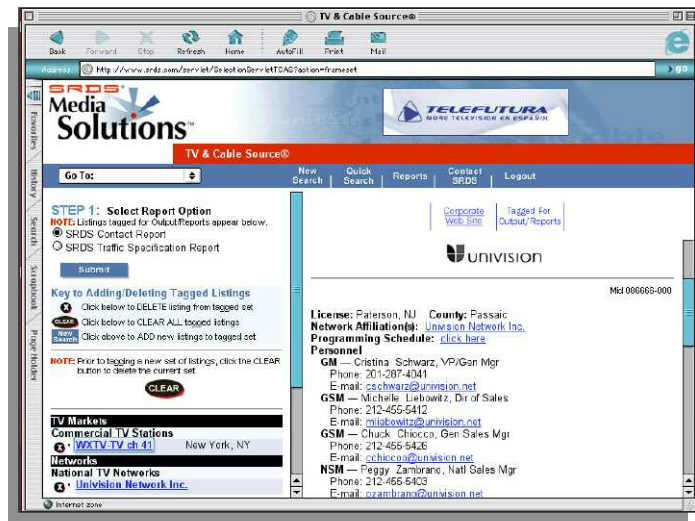 TV & Cable Source®
Back Forward Stop Refresh Home AutoFill Print Mail
Address: http://www.srds.com/servlet/SelectionServletTCAS?action=frameset go
Favorites
History
Search
Scrapbook
Page Holder
SRDS
Media
Solutions™
TELEFUTURA
MORE TELEVISION EN ESPAÑOL
TV & Cable Source®
Go To:
New Search | Quick Search | Reports | Contact SRDS | Logout
STEP 1: Select Report Option
NOTE: Listings tagged for Output/Reports appear below.
SRDS Contact Report
SRDS Traffic Specification Report
Submit
Key to Adding/Deleting Tagged Listings
X Click below to DELETE listing from tagged set
CLEAR Click below to CLEAR ALL tagged listings
New Search Click above to ADD new listings to tagged set
NOTE: Prior to tagging a new set of listings, click the CLEAR
button to delete the current set
CLEAR
TV Markets
Commercial TV Stations
X · WXTV-TV ch 41 New York, NY
Networks
National TV Networks
X · Univision Network Inc.
Corporate Web Site
Tagged For Output/Reports
UNIVISION
Mid 006666-000
License: Paterson, NJ County: Passaic
Network Affiliation(s): Univision Network Inc.
Programming Schedule: click here
Personnel
GM — Cristina Schwarz, VP/Gen Mgr
Phone: 201-287-4041
E-mail: cschwarz@univision.net
GSM — Michelle Liebowitz, Dir of Sales
Phone: 212-455-5412
E-mail: mliebowitz@univision.net
GSM — Chuck Chiocco, Gen Sales Mgr
Phone: 212-455-5426
E-mail: cchiocco@univision.net
NSM — Peggy Zambrano, Natl Sales Mgr
Phone: 212-455-5403
E-mail: pzambrano@univision.net
Internet zone